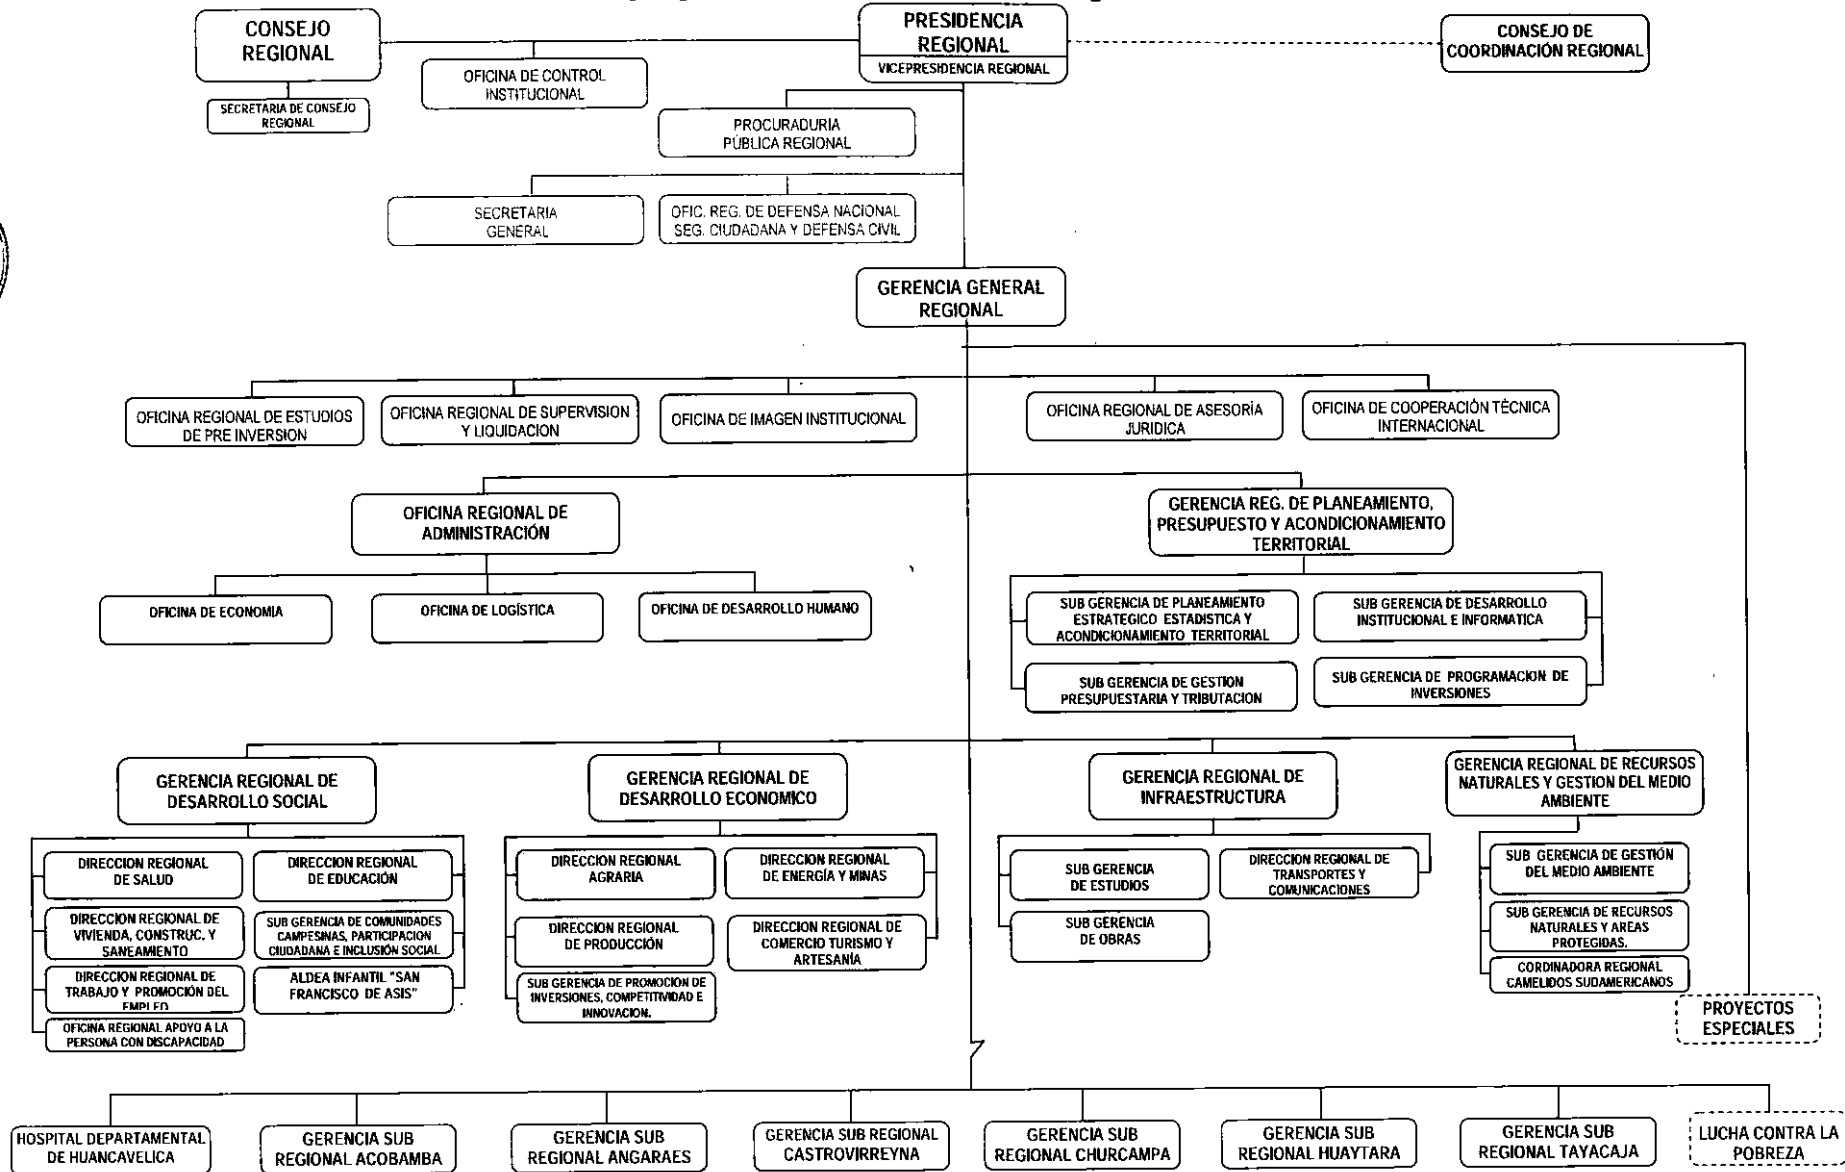 CONSEJO
REGIONAL
PRESIDENCIA
REGIONAL
VICEPRESIDENCIA REGIONAL
CONSEJO DE
COORDINACIÓN REGIONAL
OFICINA DE CONTROL
INSTITUCIONAL
SECRETARIA DE CONSEJO
REGIONAL
PROCURADURIA
PÚBLICA REGIONAL
SECRETARIA
GENERAL
OFIC. REG. DE DEFENSA NACIONAL
SEG. CIUDADANA Y DEFENSA CIVIL
GERENCIA GENERAL
REGIONAL
OFICINA REGIONAL DE ESTUDIOS
DE PRE INVERSION
OFICINA REGIONAL DE SUPERVISION
Y LIQUIDACION
OFICINA DE IMAGEN INSTITUCIONAL
OFICINA REGIONAL DE ASESORÍA
JURIDICA
OFICINA DE COOPERACIÓN TÉCNICA
INTERNACIONAL
OFICINA REGIONAL DE
ADMINISTRACIÓN
GERENCIA REG. DE PLANEAMIENTO,
PRESUPUESTO Y ACONDICIONAMIENTO
TERRITORIAL
OFICINA DE ECONOMIA
OFICINA DE LOGÍSTICA
OFICINA DE DESARROLLO HUMANO
SUB GERENCIA DE PLANEAMIENTO
ESTRATEGICO ESTADISTICA Y
ACONDICIONAMIENTO TERRITORIAL
SUB GERENCIA DE DESARROLLO
INSTITUCIONAL E INFORMATICA
SUB GERENCIA DE GESTION
PRESUPUESTARIA Y TRIBUTACION
SUB GERENCIA DE PROGRAMACION DE
INVERSIONES
GERENCIA REGIONAL DE
DESARROLLO SOCIAL
GERENCIA REGIONAL DE
DESARROLLO ECONOMICO
GERENCIA REGIONAL DE
INFRAESTRUCTURA
GERENCIA REGIONAL DE RECURSOS
NATURALES Y GESTION DEL MEDIO
AMBIENTE
DIRECCION REGIONAL
DE SALUD
DIRECCION REGIONAL
DE EDUCACIÓN
DIRECCION REGIONAL DE
VIVIENDA, CONSTRUC. Y
SANEAMIENTO
SUB GERENCIA DE COMUNIDADES
CAMPESINAS, PARTICIPACION
CIUDADANA E INCLUSIÓN SOCIAL
DIRECCION REGIONAL DE
TRABAJO Y PROMOCIÓN DEL
EMPLEO
ALDEA INFANTIL "SAN
FRANCISCO DE ASIS"
OFICINA REGIONAL APOYO A LA
PERSONA CON DISCAPACIDAD
DIRECCION REGIONAL
AGRARIA
DIRECCION REGIONAL
DE ENERGÍA Y MINAS
DIRECCION REGIONAL
DE PRODUCCIÓN
DIRECCION REGIONAL DE
COMERCIO TURISMO Y
ARTESANÍA
SUB GERENCIA DE PROMOCION DE
INVERSIONES, COMPETITIVIDAD E
INNOVACION.
SUB GERENCIA
DE ESTUDIOS
DIRECCION REGIONAL DE
TRANSPORTES Y
COMUNICACIONES
SUB GERENCIA
DE OBRAS
SUB GERENCIA DE GESTIÓN
DEL MEDIO AMBIENTE
SUB GERENCIA DE RECURSOS
NATURALES Y AREAS
PROTEGIDAS.
CORDINADORA REGIONAL
CAMELIDOS SUDAMERICANOS
PROYECTOS
ESPECIALES
HOSPITAL DEPARTAMENTAL
DE HUANCAVELICA
GERENCIA SUB
REGIONAL ACOBAMBA
GERENCIA SUB
REGIONAL ANGARAES
GERENCIA SUB REGIONAL
CASTROVIRREYNA
GERENCIA SUB
REGIONAL CHURCAMPA
GERENCIA SUB
REGIONAL HUAYTARA
GERENCIA SUB
REGIONAL TAYACAJA
LUCHA CONTRA LA
POBREZA